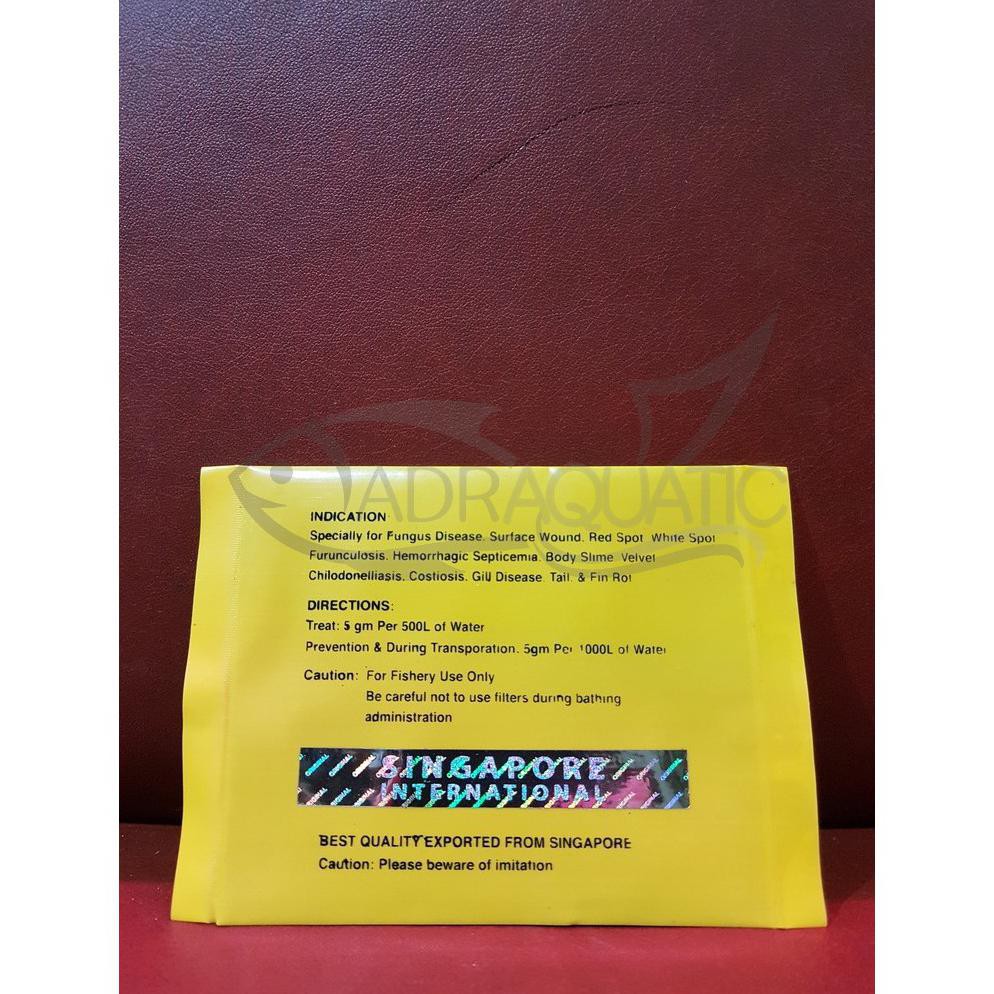 ADRAQUATIC
INDICATION
Specially for Fungus Disease. Surface Wound. Red Spot. White Spot
Furunculosis. Hemorrhagic Septicemia. Body Slime. Velvet
Chilodonelliasis. Costiosis. Gill Disease. Tail. & Fin Rot
DIRECTIONS:
Treat: 5 gm Per 500L of Water
Prevention & During Transporation. 5gm Per 1000L of Water
Caution: For Fishery Use Only
Be careful not to use filters during bathing
administration
SINGAPORE
INTERNATIONAL
ORIGINAL
BEST QUALITY EXPORTED FROM SINGAPORE
Caution: Please beware of imitation